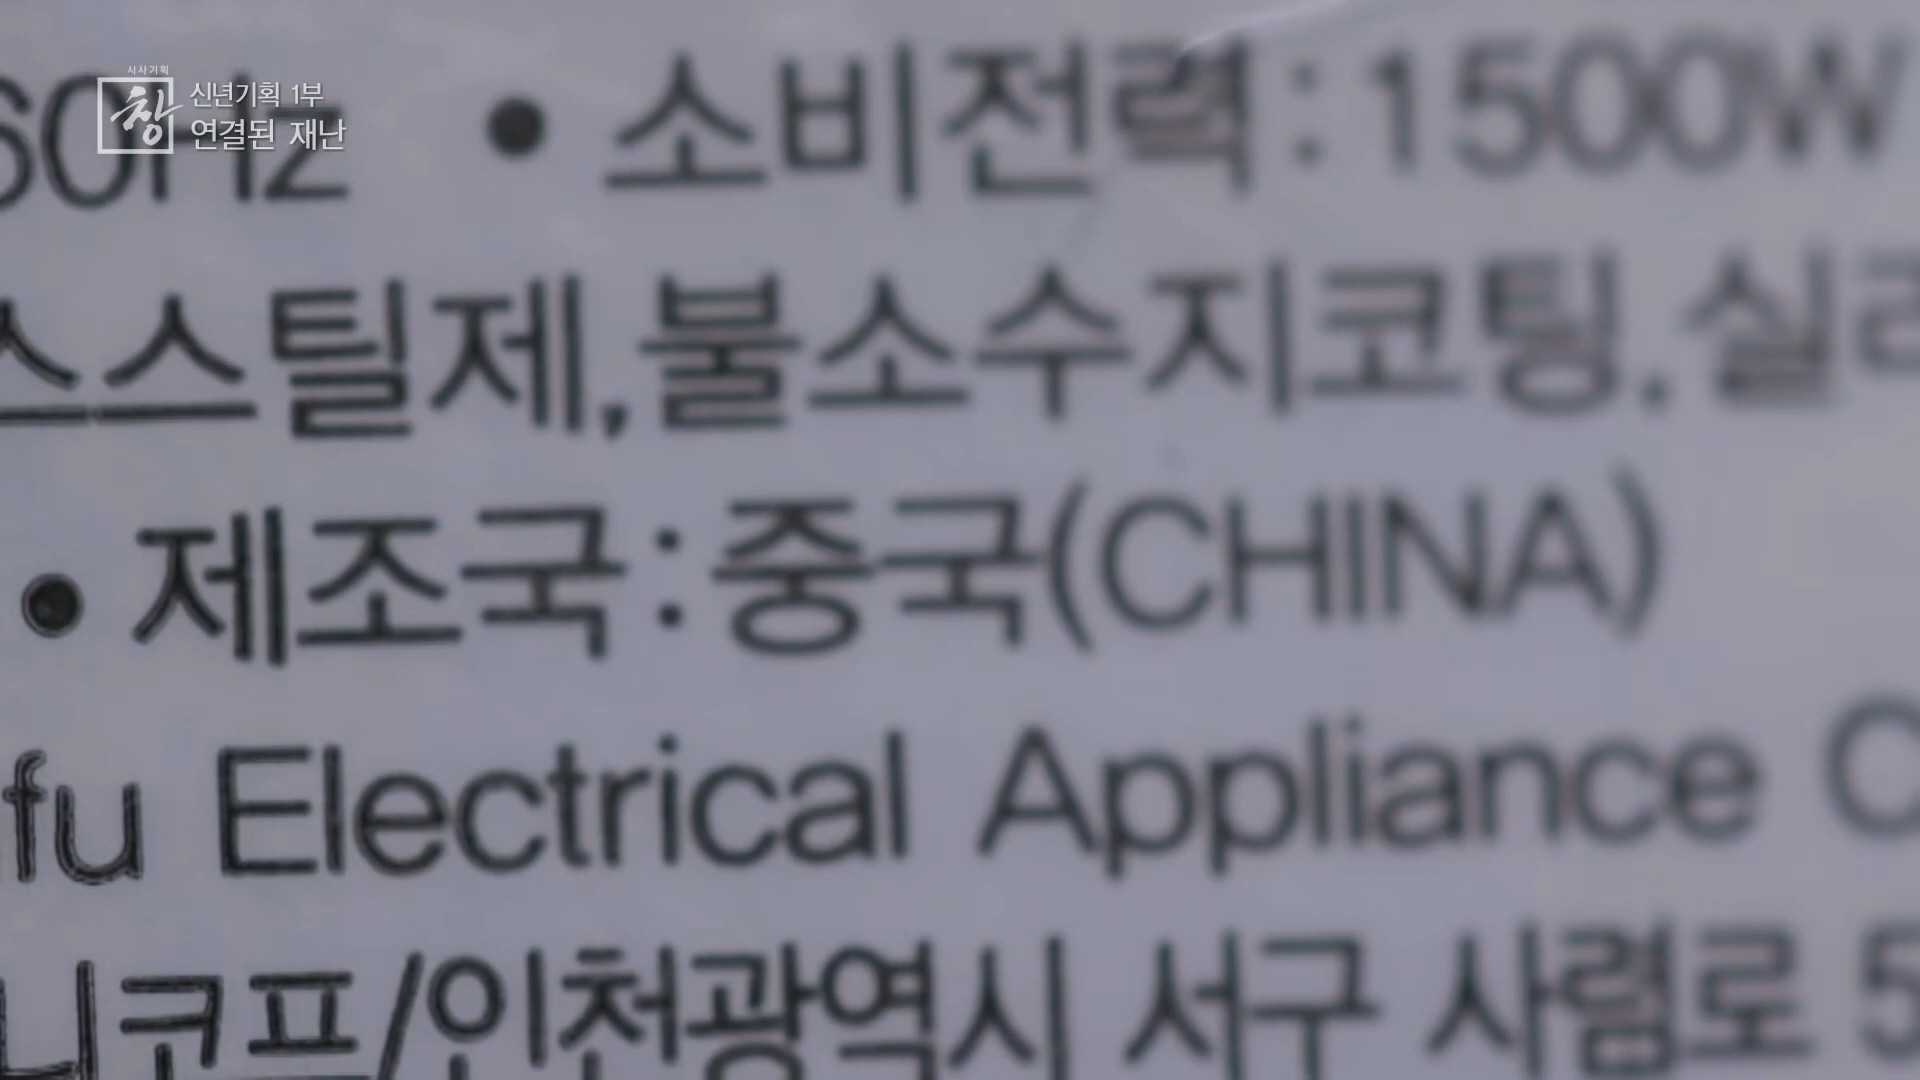 시사기획
창
신년기획 1부
연결된 재난
60Hz • 소비전력 : 1500W
스스틸제,불소수지코팅, 실리
• 제조국 : 중국(CHINA)
fu Electrical Appliance C
니코프/인천광역시 서구 사렴로 5